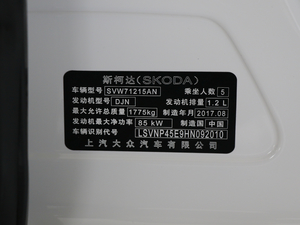 斯柯达(SKODA)
车辆型号 SVW71215AN 乘坐人数 5
发动机型号 DJN 发动机排量 1.2 L
最大允许总质量 1775kg 制造年月 2017.08
发动机最大净功率 85 kW 制造国 中国
车辆识别代号 LSVNP45E9HN092010
上汽大众汽车有限公司